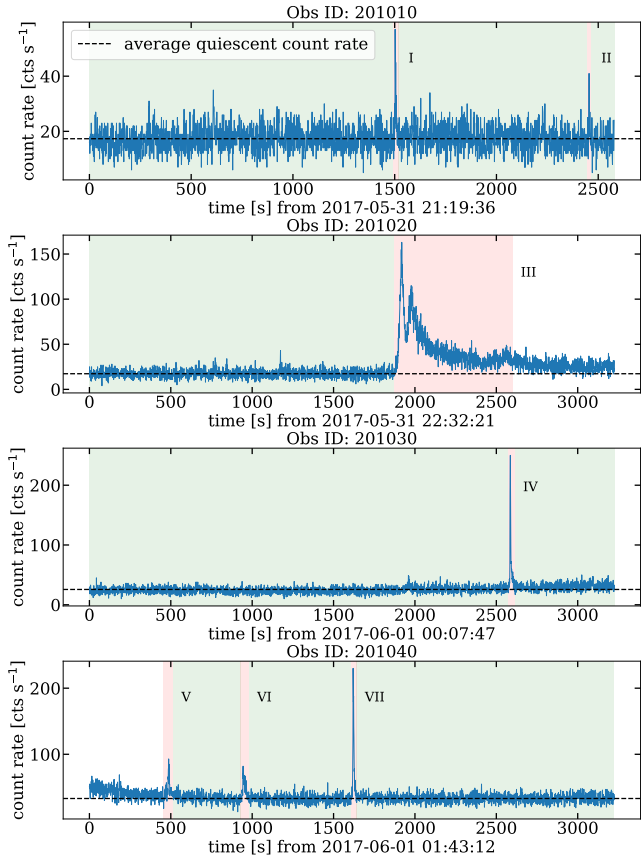 Obs ID: 201010
count rate [cts s⁻¹]
40
20
average quiescent count rate
I
II
0 500 1000 1500 2000 2500
time [s] from 2017-05-31 21:19:36
Obs ID: 201020
count rate [cts s⁻¹]
150
100
50
0
III
0 500 1000 1500 2000 2500 3000
time [s] from 2017-05-31 22:32:21
Obs ID: 201030
count rate [cts s⁻¹]
200
100
0
IV
0 500 1000 1500 2000 2500 3000
time [s] from 2017-06-01 00:07:47
Obs ID: 201040
count rate [cts s⁻¹]
200
100
V
VI
VII
0 500 1000 1500 2000 2500 3000
time [s] from 2017-06-01 01:43:12